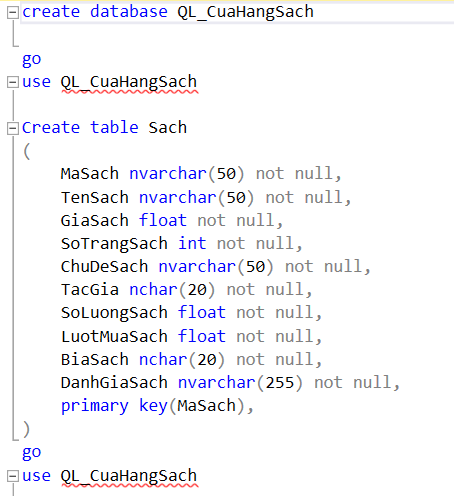 create database QL_CuaHangSach
go
use QL_CuaHangSach
Create table Sach
(
MaSach nvarchar(50) not null,
TenSach nvarchar(50) not null,
GiaSach float not null,
SoTrangSach int not null,
ChuDeSach nvarchar(50) not null,
TacGia nchar(20) not null,
SoLuongSach float not null,
LuotMuaSach float not null,
BiaSach nchar(20) not null,
DanhGiaSach nvarchar(255) not null,
primary key(MaSach),
)
go
use QL_CuaHangSach